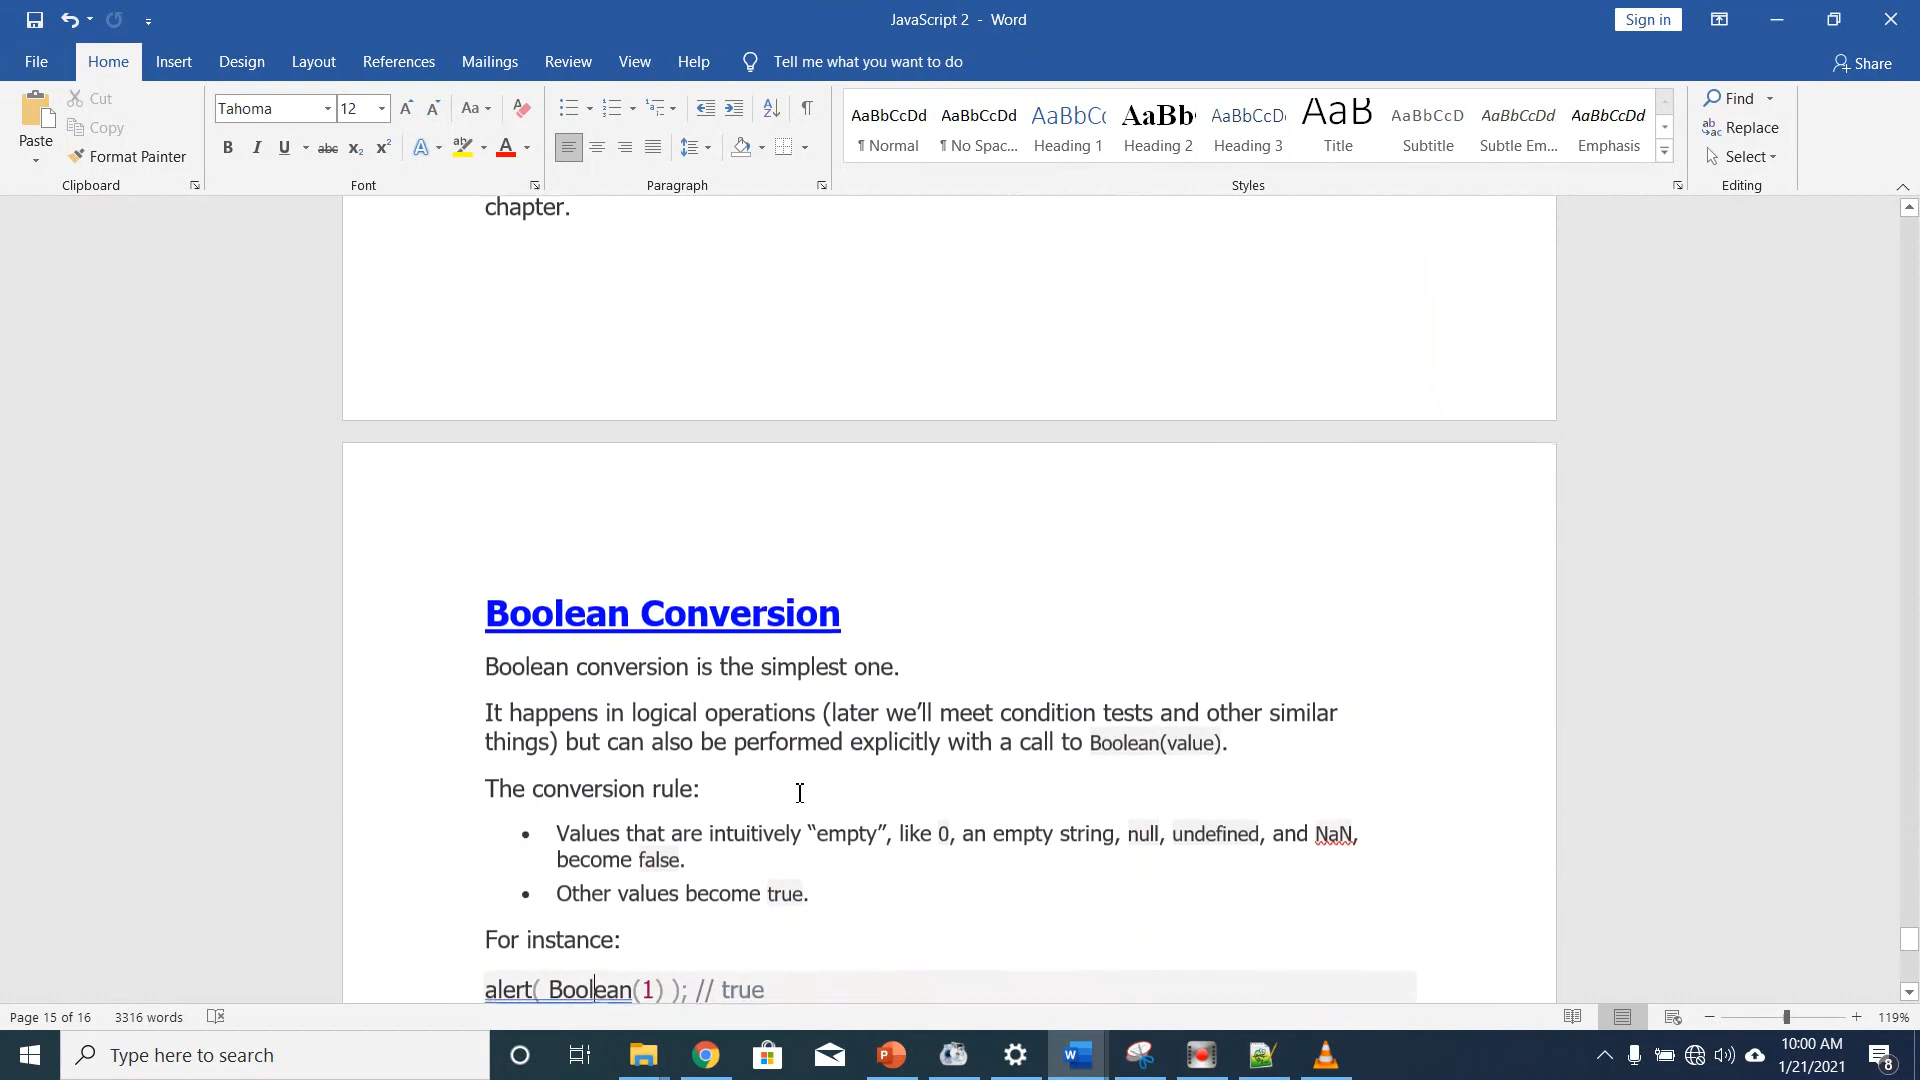 JavaScript 2 - Word
Sign in
File Home Insert Design Layout References Mailings Review View Help Tell me what you want to do Share
Paste
Cut
Copy
Format Painter
Clipboard
Tahoma 12
Font
Paragraph
AaBbCcDd AaBbCcDd AaBbCc AaBb AaBbCcD AaB AaBbCcD AaBbCcDd AaBbCcDd
¶ Normal ¶ No Spac... Heading 1 Heading 2 Heading 3 Title Subtitle Subtle Em... Emphasis
Styles
Find
Replace
Select
Editing
chapter.
Boolean Conversion
Boolean conversion is the simplest one.
It happens in logical operations (later we’ll meet condition tests and other similar
things) but can also be performed explicitly with a call to Boolean(value).
The conversion rule:
• Values that are intuitively “empty”, like 0, an empty string, null, undefined, and NaN,
become false.
• Other values become true.
For instance:
alert( Boolean(1) ); // true
Page 15 of 16 3316 words 119%
Type here to search
10:00 AM
1/21/2021
8